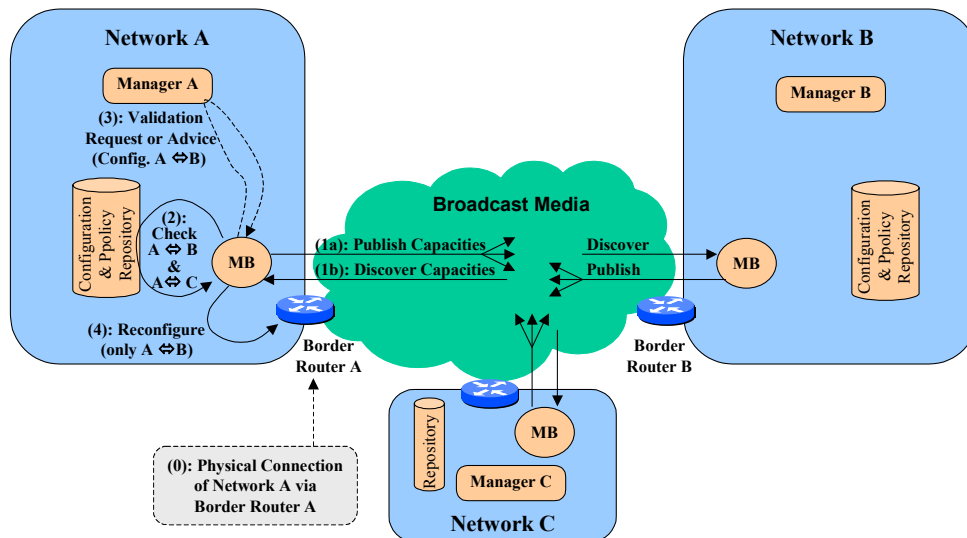 Network A
Manager A
(3): Validation
Request or Advice
(Config. A ⇔B)
Configuration
& Ppolicy
Repository
(2):
Check
A ⇔ B
&
A⇔ C
MB
(4): Reconfigure
(only A ⇔B)
Border
Router A
(0): Physical Connection
of Network A via
Border Router A
Broadcast Media
(1a): Publish Capacities
(1b): Discover Capacities
Discover
Publish
Network B
Manager B
MB
Configuration
& Ppolicy
Repository
Border
Router B
Repository
MB
Manager C
Network C